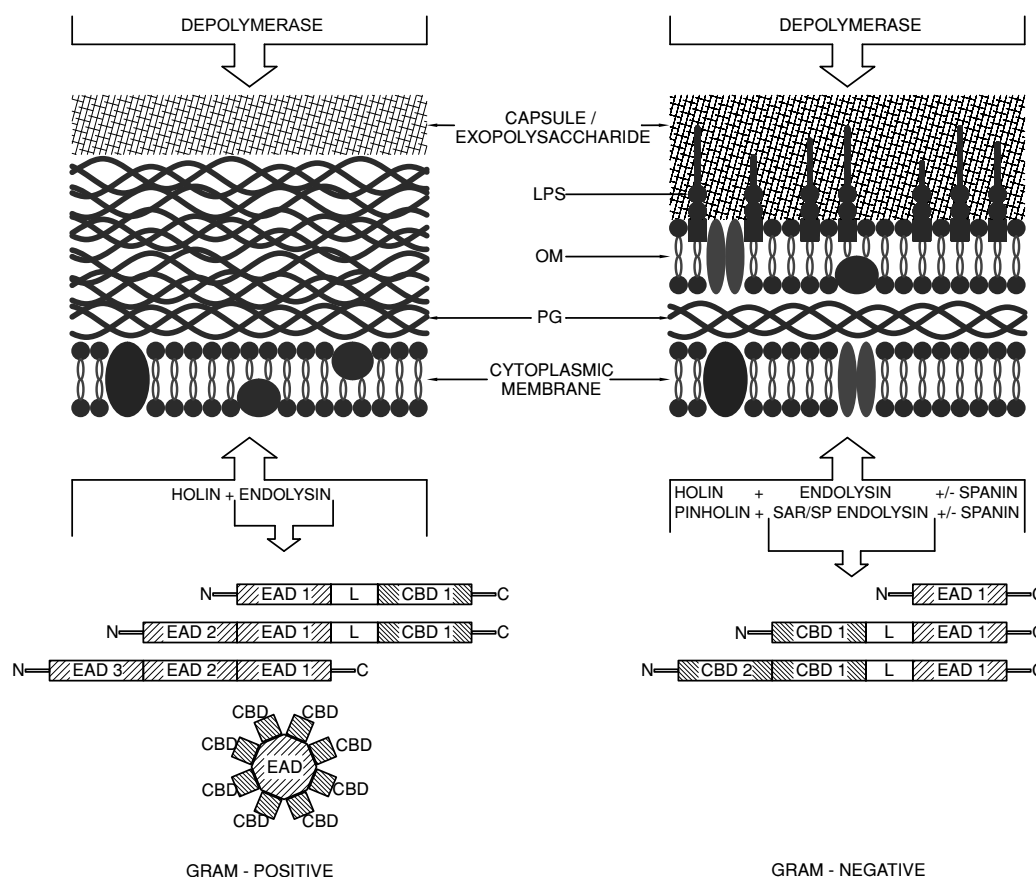 DEPOLYMERASE
DEPOLYMERASE
CAPSULE /
EXOPOLYSACCHARIDE
LPS
OM
PG
CYTOPLASMIC
MEMBRANE
HOLIN + ENDOLYSIN
HOLIN + ENDOLYSIN +/- SPANIN
PINHOLIN + SAR/SP ENDOLYSIN +/- SPANIN
N EAD 1 L CBD 1 C
N EAD 2 EAD 1 L CBD 1 C
N EAD 3 EAD 2 EAD 1 C
N EAD 1 C
N CBD 1 L EAD 1 C
N CBD 2 CBD 1 L EAD 1 C
CBD CBD
CBD CBD
EAD
CBD CBD
CBD CBD
GRAM - POSITIVE
GRAM - NEGATIVE